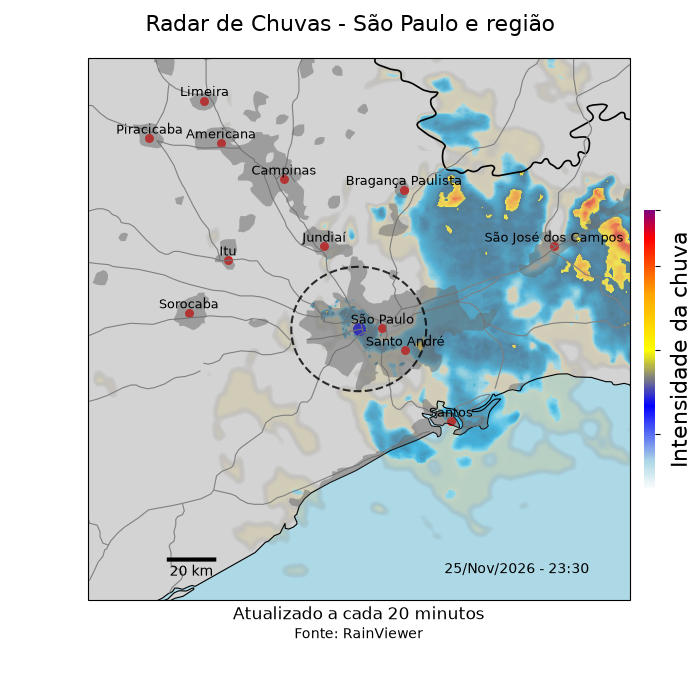 Radar de Chuvas - São Paulo e região
Limeira
Piracicaba
Americana
Campinas
Bragança Paulista
Jundiaí
São José dos Campos
Itu
Sorocaba
São Paulo
Santo André
Santos
Intensidade da chuva
20 km
25/Nov/2026 - 23:30
Atualizado a cada 20 minutos
Fonte: RainViewer